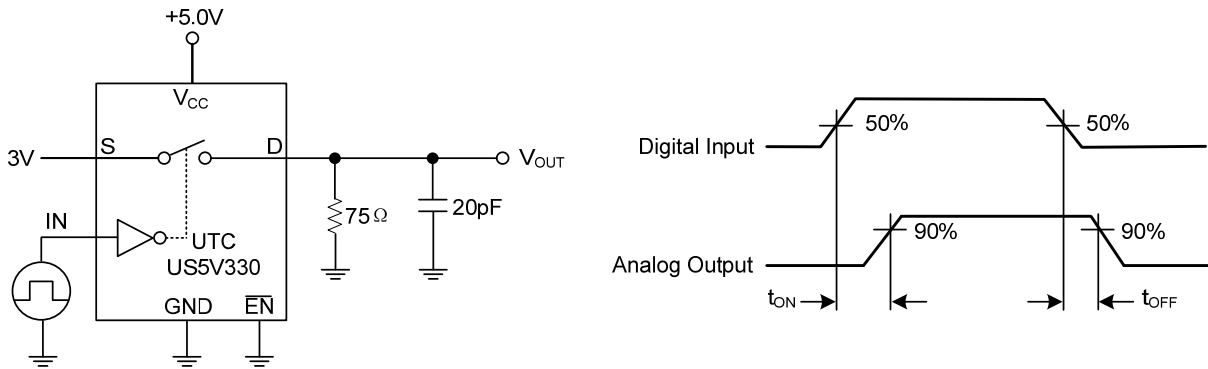 +5.0V
VCC
S
D
3V
VOUT
75Ω
20pF
IN
UTC
US5V330
GND
EN
Digital Input
50%
50%
Analog Output
90%
90%
tON
tOFF